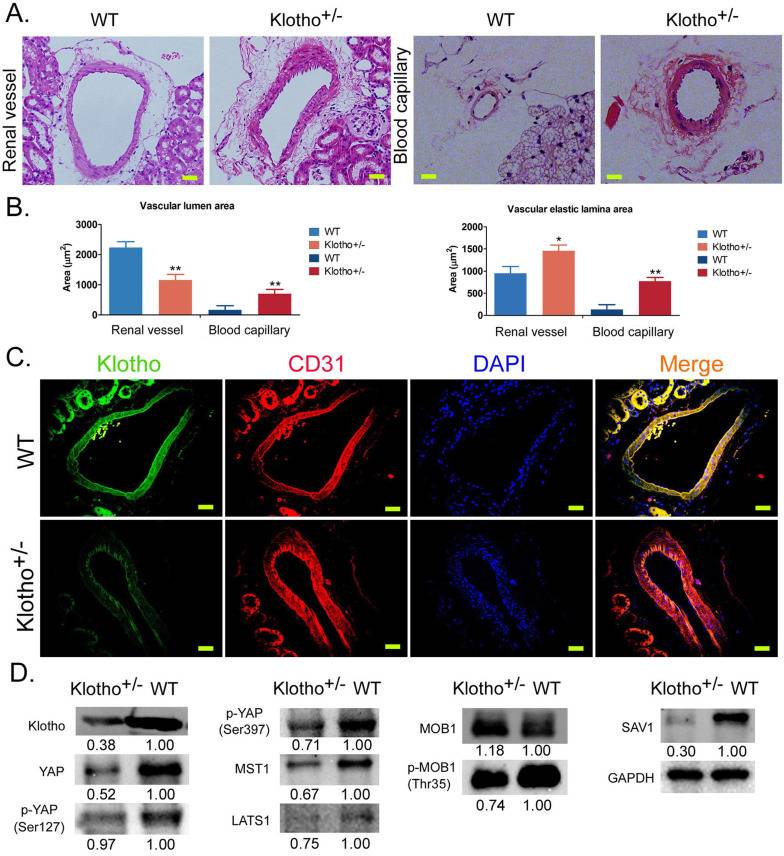 A.
WT
Klotho+/-
WT
Klotho+/-
Renal vessel
Blood capillary
B.
Vascular lumen area
Area (μm2)
3000
2000
1000
0
Renal vessel
Blood capillary
WT
Klotho+/-
WT
Klotho+/-
**
**
Vascular elastic lamina area
Area (μm2)
1500
1000
500
0
Renal vessel
Blood capillary
WT
Klotho+/-
WT
Klotho+/-
*
**
C.
Klotho
CD31
DAPI
Merge
WT
Klotho+/-
D.
Klotho+/- WT
Klotho
0.38 1.00
YAP
0.52 1.00
p-YAP
(Ser127)
0.97 1.00
Klotho+/- WT
p-YAP
(Ser397)
0.71 1.00
MST1
0.67 1.00
LATS1
0.75 1.00
Klotho+/- WT
MOB1
1.18 1.00
p-MOB1
(Thr35)
0.74 1.00
Klotho+/- WT
SAV1
0.30 1.00
GAPDH